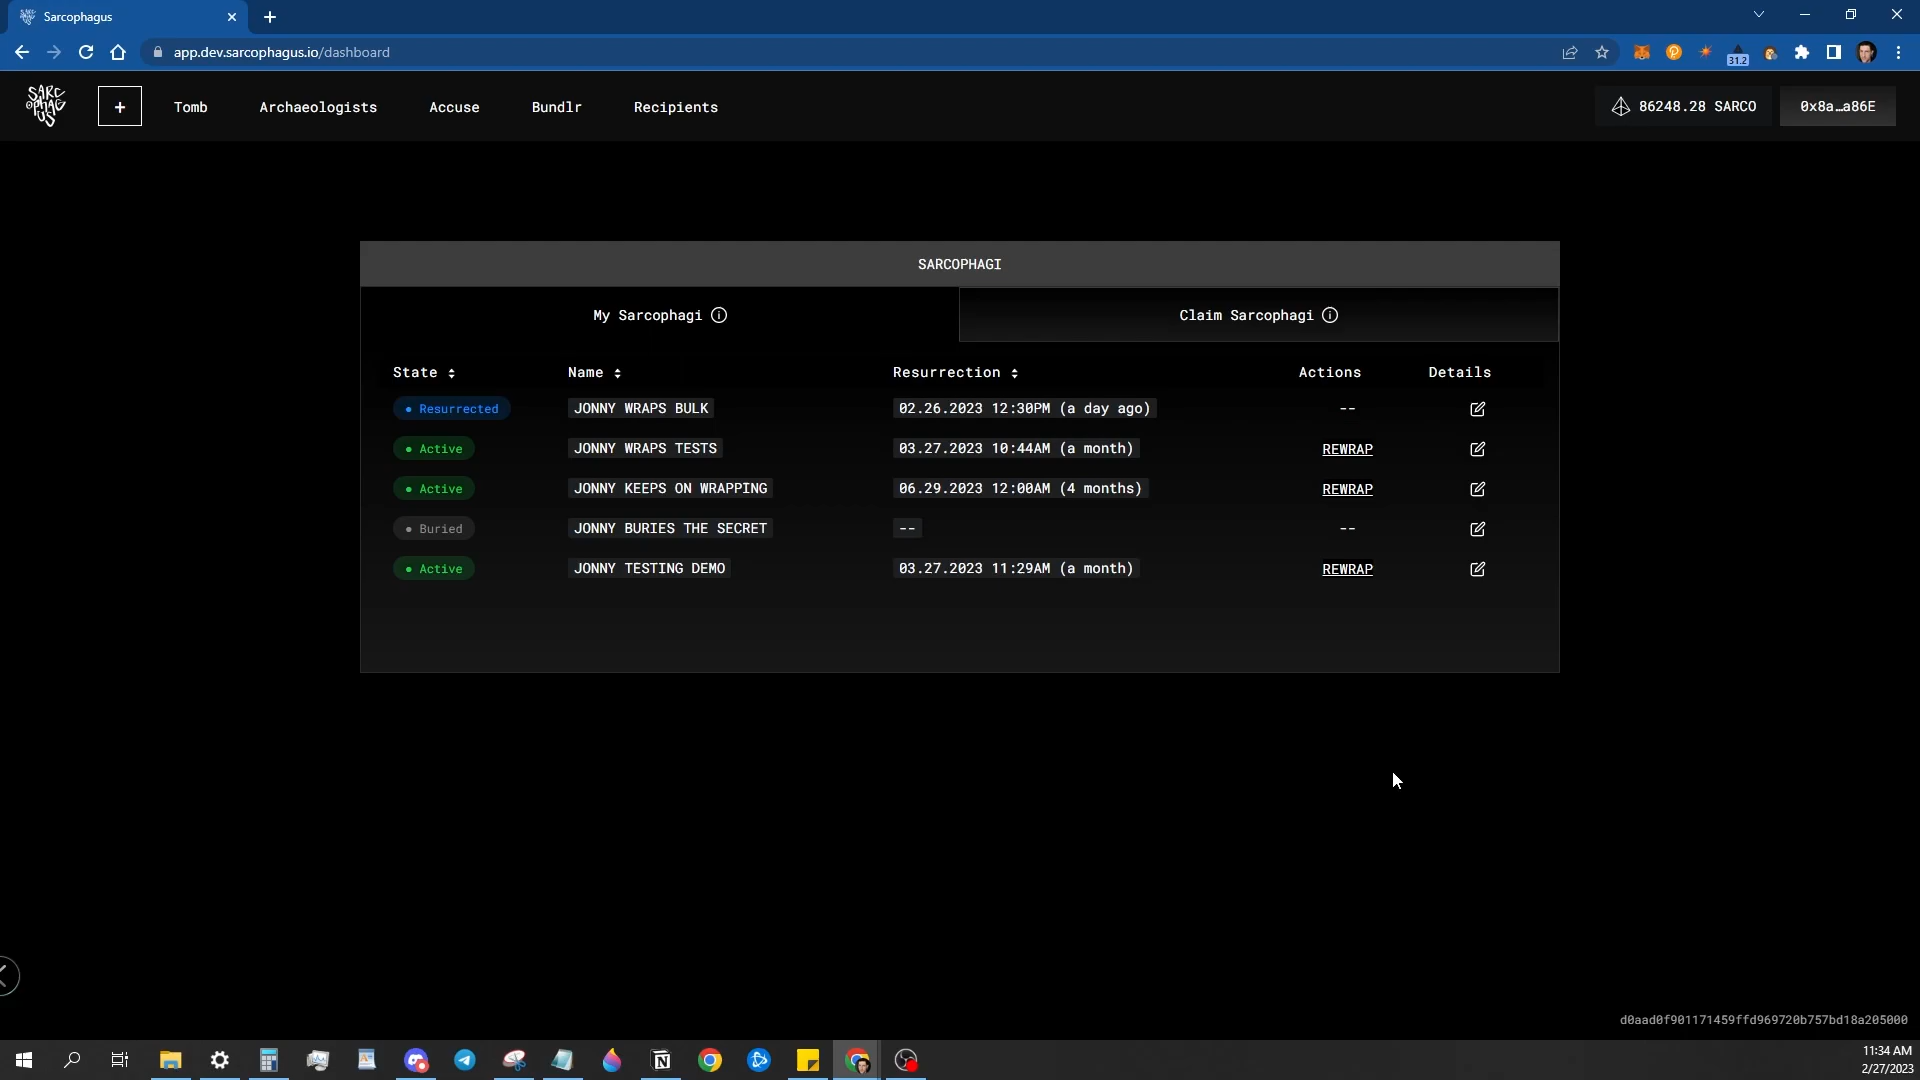 Sarcophagus
app.dev.sarcophagus.io/dashboard
31.2
SARCOPHAGUS
+ Tomb Archaeologists Accuse Bundlr Recipients 86248.28 SARCO 0x8a…a86E
SARCOPHAGI
My Sarcophagi Claim Sarcophagi
State Name Resurrection Actions Details
Resurrected JONNY WRAPS BULK 02.26.2023 12:30PM (a day ago) --
Active JONNY WRAPS TESTS 03.27.2023 10:44AM (a month) REWRAP
Active JONNY KEEPS ON WRAPPING 06.29.2023 12:00AM (4 months) REWRAP
Buried JONNY BURIES THE SECRET -- --
Active JONNY TESTING DEMO 03.27.2023 11:29AM (a month) REWRAP
d0aad0f901171459ffd969720b757bd18a205000
11:34 AM
2/27/2023